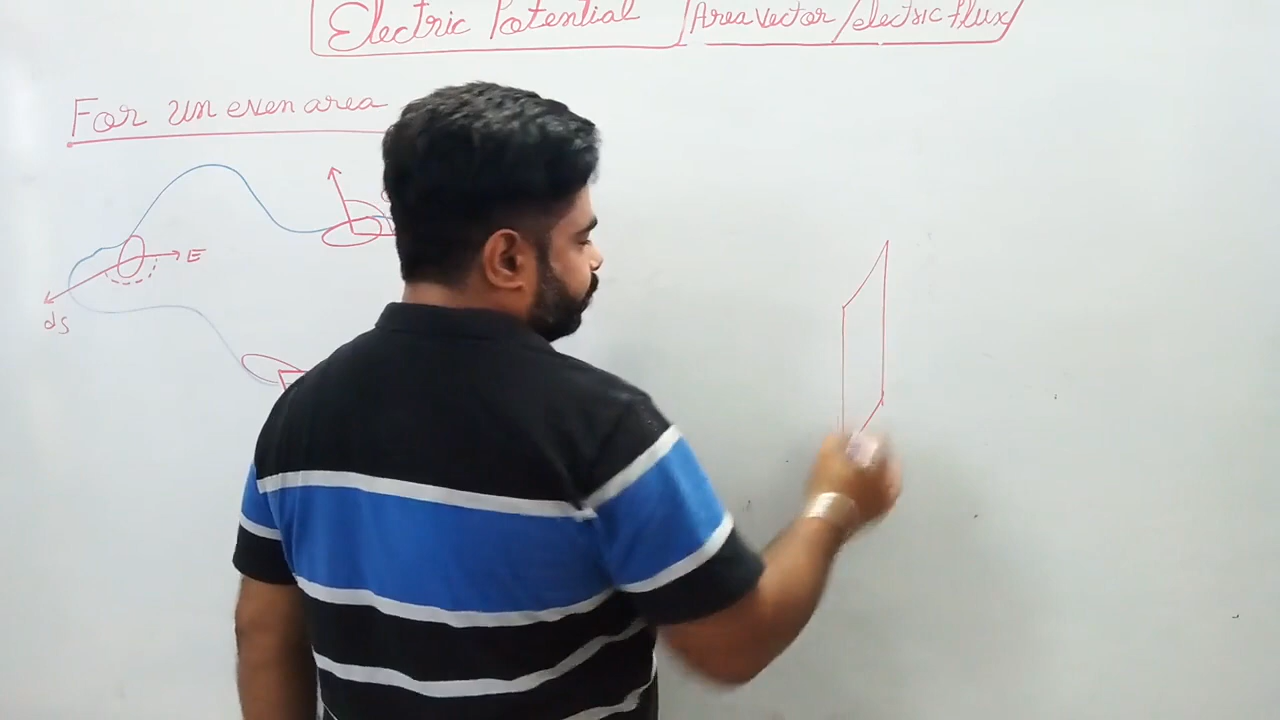 Electric Potential / Area vector / electric flux
For uneven area
E
ds